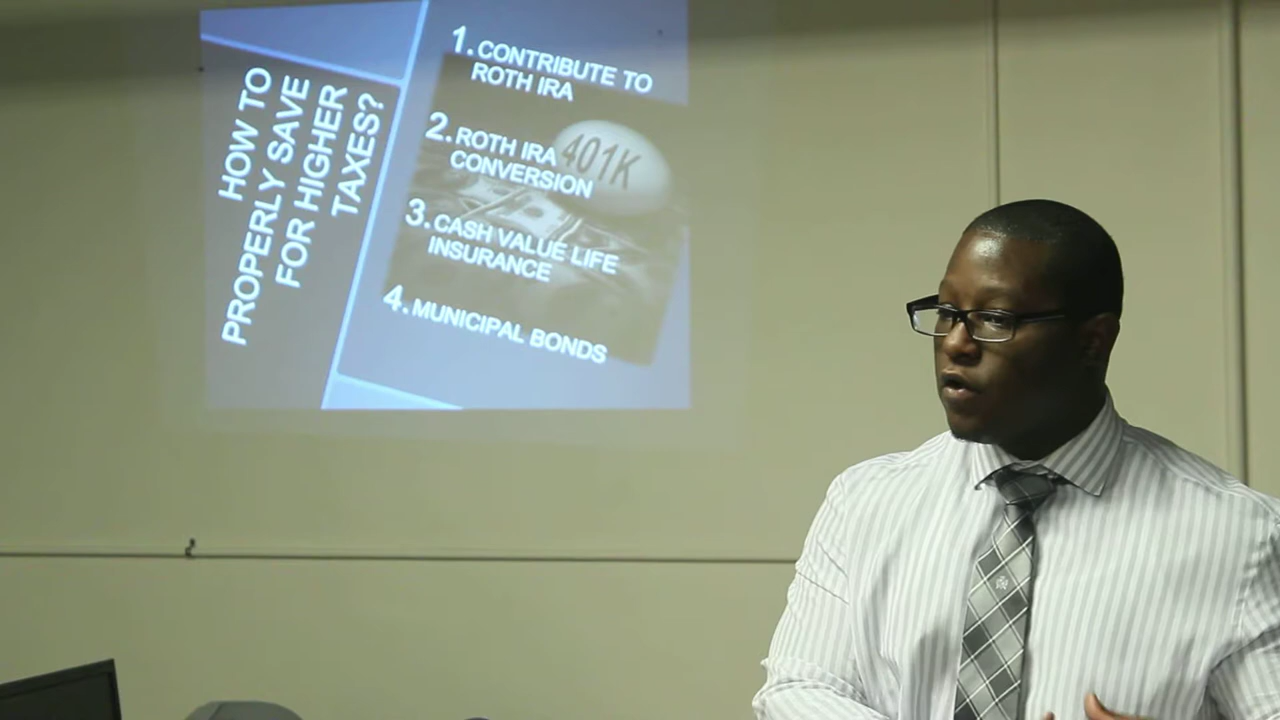 HOW TO
PROPERLY SAVE
FOR HIGHER
TAXES?
1. CONTRIBUTE TO
ROTH IRA
2. ROTH IRA
CONVERSION
401K
3. CASH VALUE LIFE
INSURANCE
4. MUNICIPAL BONDS